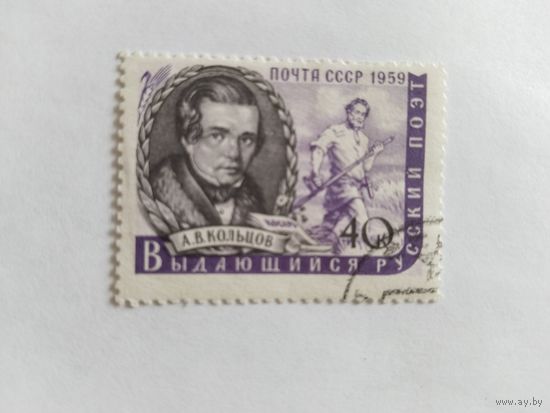 ПОЧТА СССР 1959
А.В.КОЛЬЦОВ
40 К
ВЫДАЮЩИЙСЯ РУССКИЙ ПОЭТ
www.ay.by